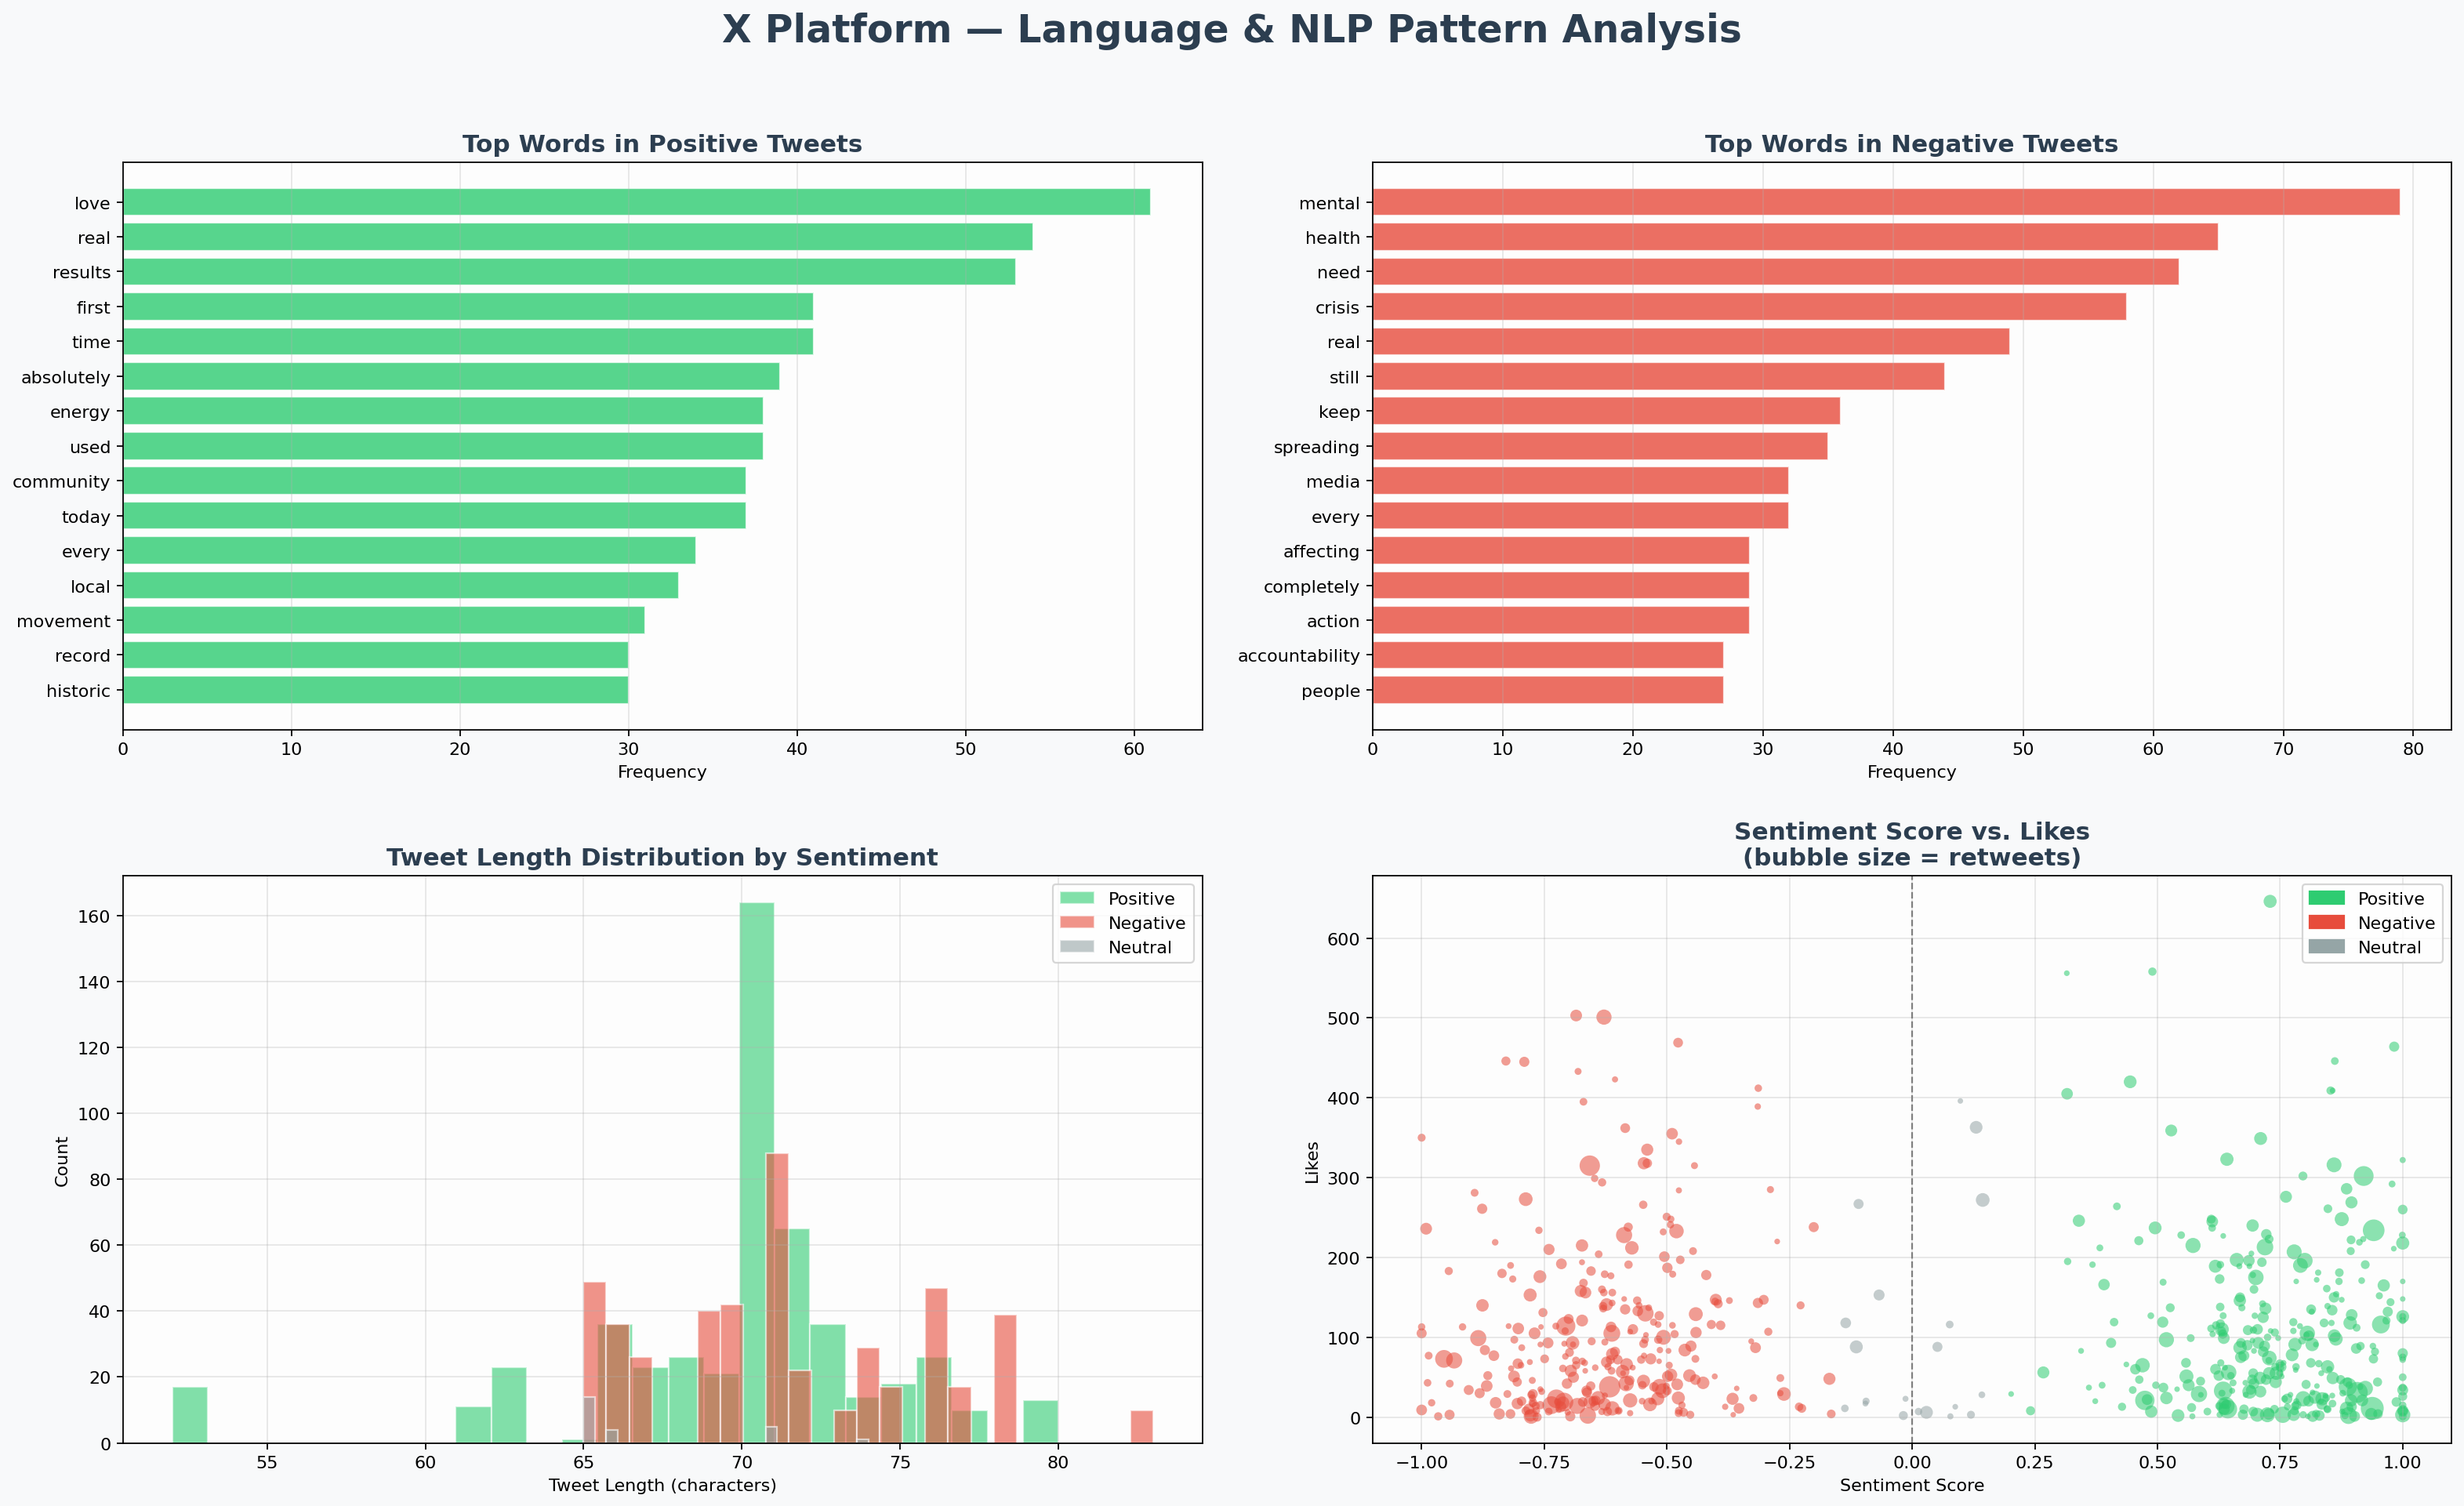 X Platform — Language & NLP Pattern Analysis
Top Words in Positive Tweets
love
real
results
first
time
absolutely
energy
used
community
today
every
local
movement
record
historic
0 10 20 30 40 50 60
Frequency
Top Words in Negative Tweets
mental
health
need
crisis
real
still
keep
spreading
media
every
affecting
completely
action
accountability
people
0 10 20 30 40 50 60 70 80
Frequency
Tweet Length Distribution by Sentiment
Positive
Negative
Neutral
160
140
120
100
80
60
40
20
0
Count
55 60 65 70 75 80
Tweet Length (characters)
Sentiment Score vs. Likes
(bubble size = retweets)
Positive
Negative
Neutral
600
500
400
300
200
100
0
Likes
−1.00 −0.75 −0.50 −0.25 0.00 0.25 0.50 0.75 1.00
Sentiment Score